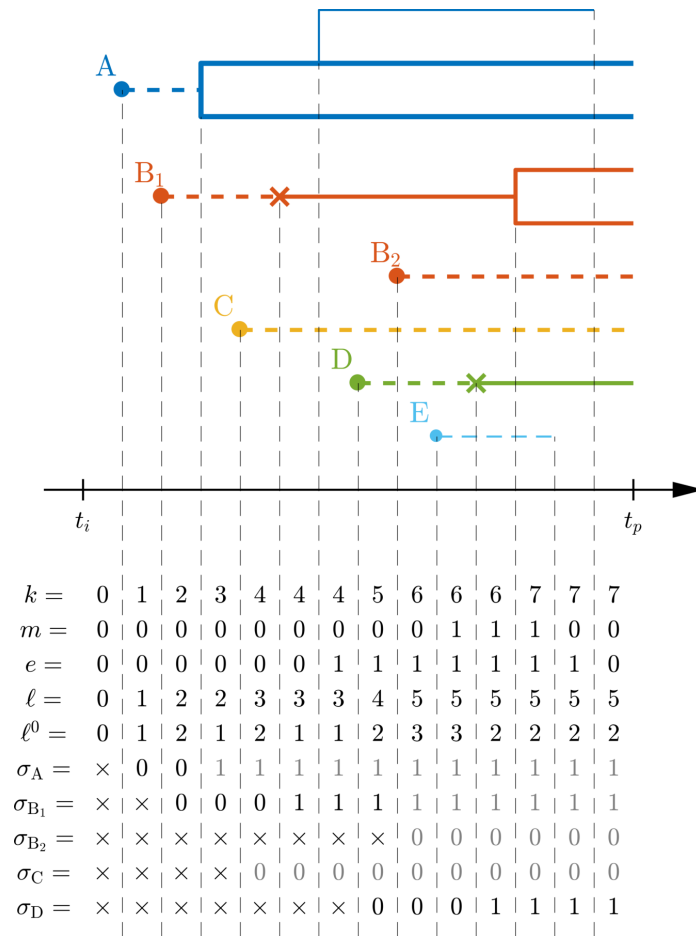 A
B₁
B₂
C
D
E
tᵢ tₚ
k = 0 1 2 3 4 4 4 5 6 6 6 7 7 7
m = 0 0 0 0 0 0 0 0 0 1 1 1 0 0
e = 0 0 0 0 0 0 1 1 1 1 1 1 1 0
ℓ = 0 1 2 2 3 3 3 4 5 5 5 5 5 5
ℓ⁰ = 0 1 2 1 2 1 1 2 3 3 2 2 2 2
σ_A = × 0 0 1 1 1 1 1 1 1 1 1 1 1
σ_B₁ = × × 0 0 0 1 1 1 1 1 1 1 1 1
σ_B₂ = × × × × × × × × 0 0 0 0 0 0
σ_C = × × × × 0 0 0 0 0 0 0 0 0 0
σ_D = × × × × × × × 0 0 0 1 1 1 1